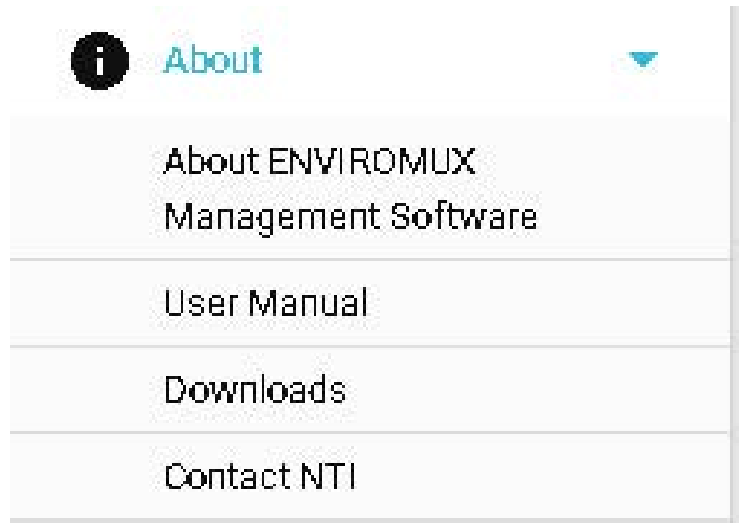 About
About ENVIROMUX
Management Software
User Manual
Downloads
Contact NTI